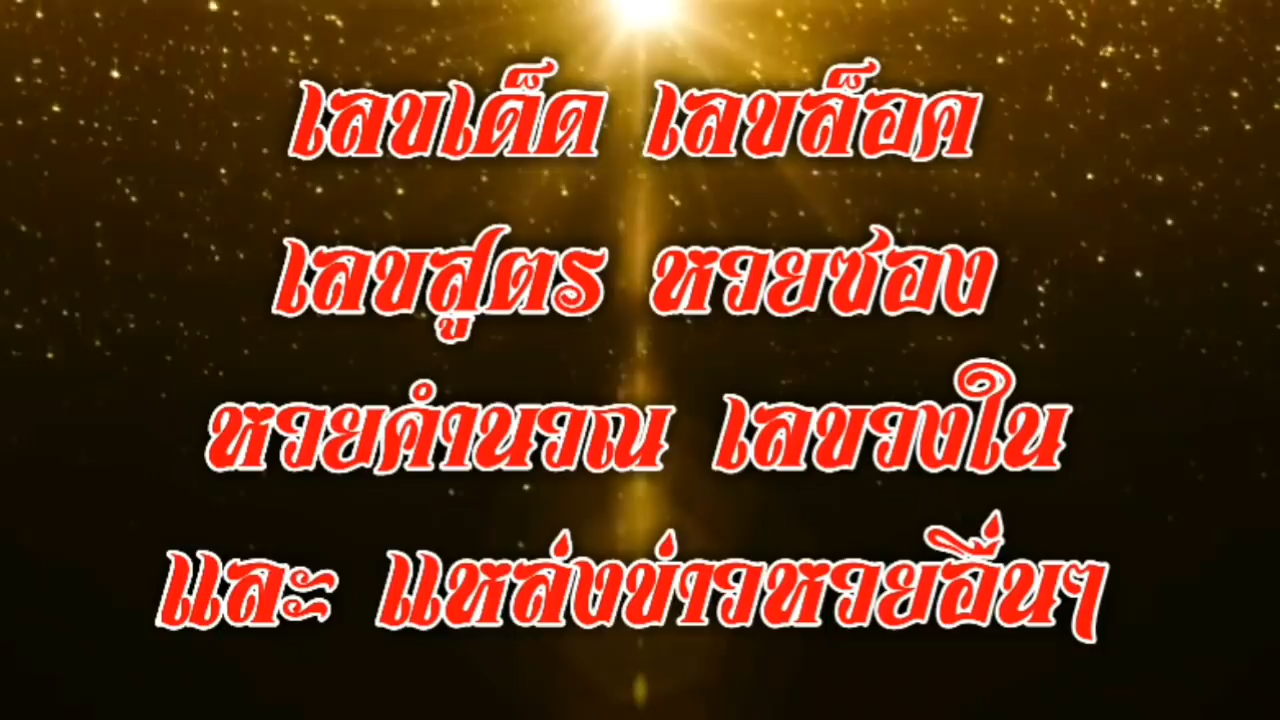 เลขเด็ด เลขล็อค
เลขสูตร หวยซอง
หวยคำนวณ เลขวงใน
และ แหล่งข่าวหวยอื่นๆ